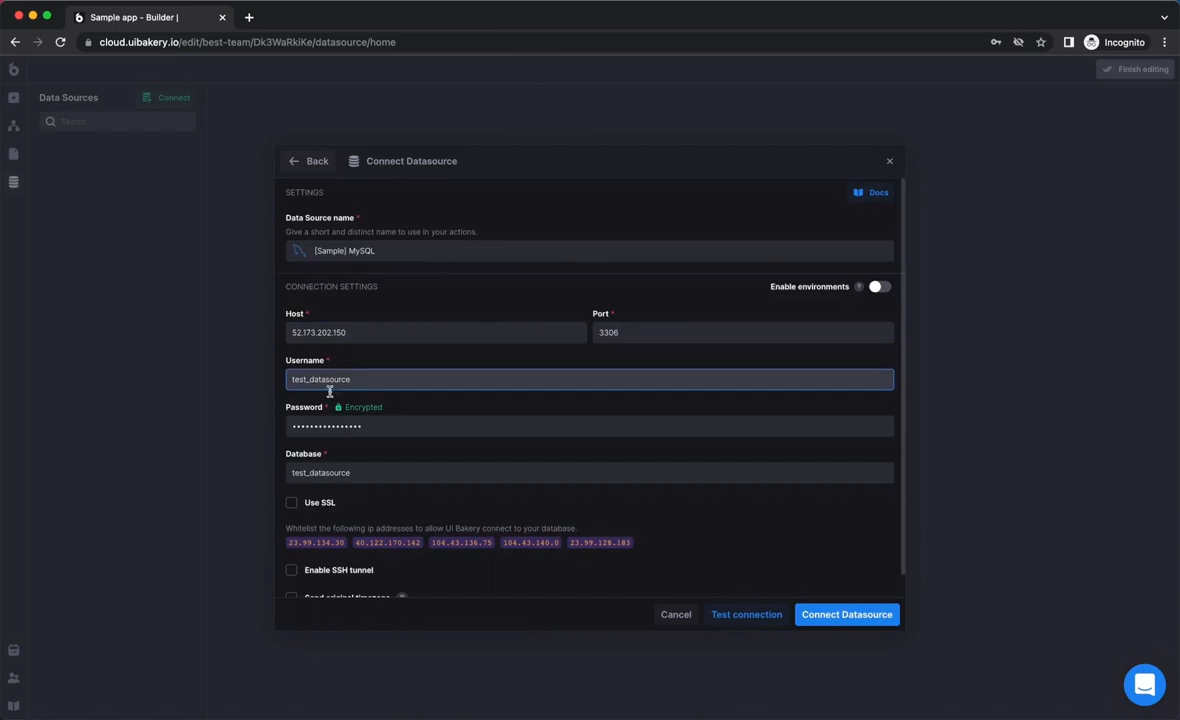 Sample app - Builder |
cloud.uibakery.io/edit/best-team/Dk3WaRkiKe/datasource/home
Incognito
Finish editing
Data Sources
Connect
Search
Back
Connect Datasource
SETTINGS
Docs
Data Source name *
Give a short and distinct name to use in your actions.
[Sample] MySQL
CONNECTION SETTINGS
Enable environments ?
Host * Port *
52.173.202.150 3306
Username *
test_datasource
Password * Encrypted
••••••••••••••••
Database *
test_datasource
Use SSL
Whitelist the following ip addresses to allow UI Bakery connect to your database.
23.99.134.30 40.122.170.142 104.43.136.75 104.43.140.0 23.99.128.183
Enable SSH tunnel
Send original timezone
Cancel Test connection Connect Datasource